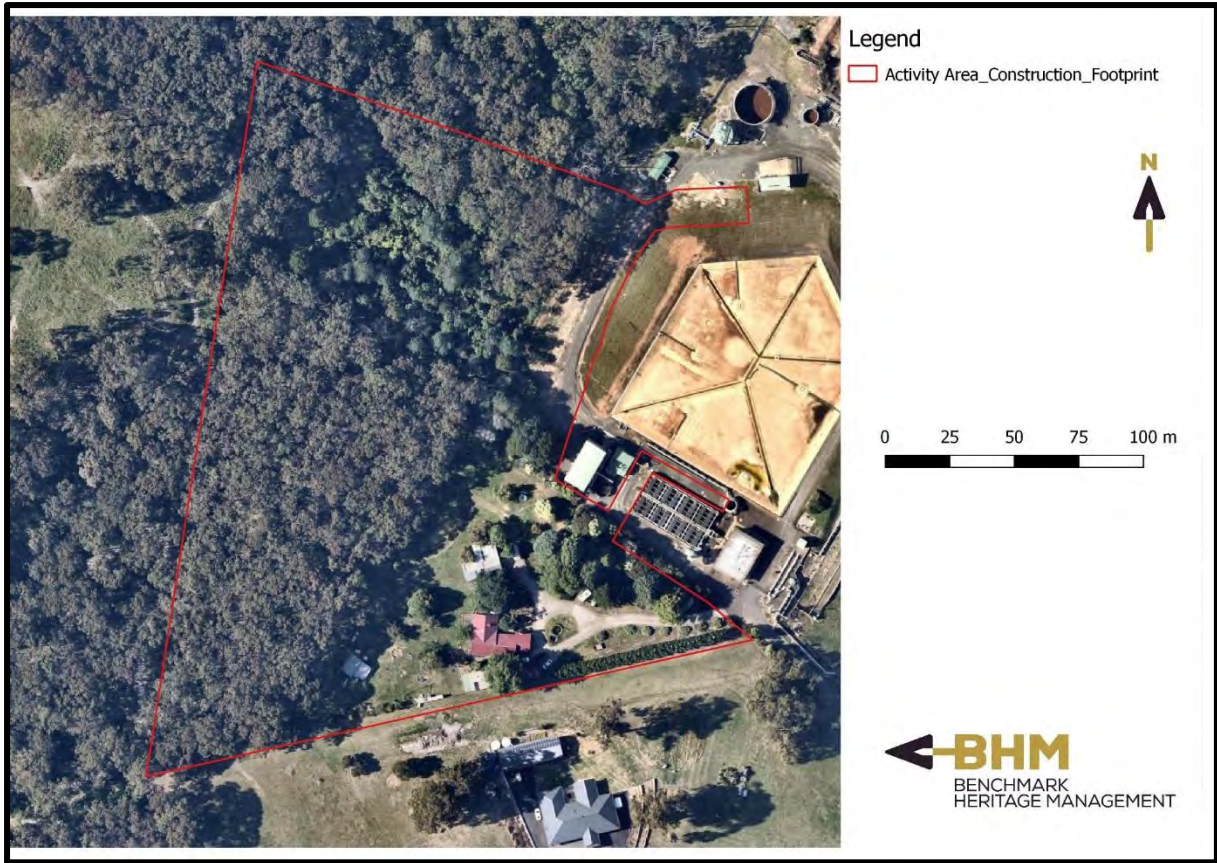 Legend
Activity Area_Construction_Footprint
N
0 25 50 75 100 m
BHM
BENCHMARK
HERITAGE MANAGEMENT